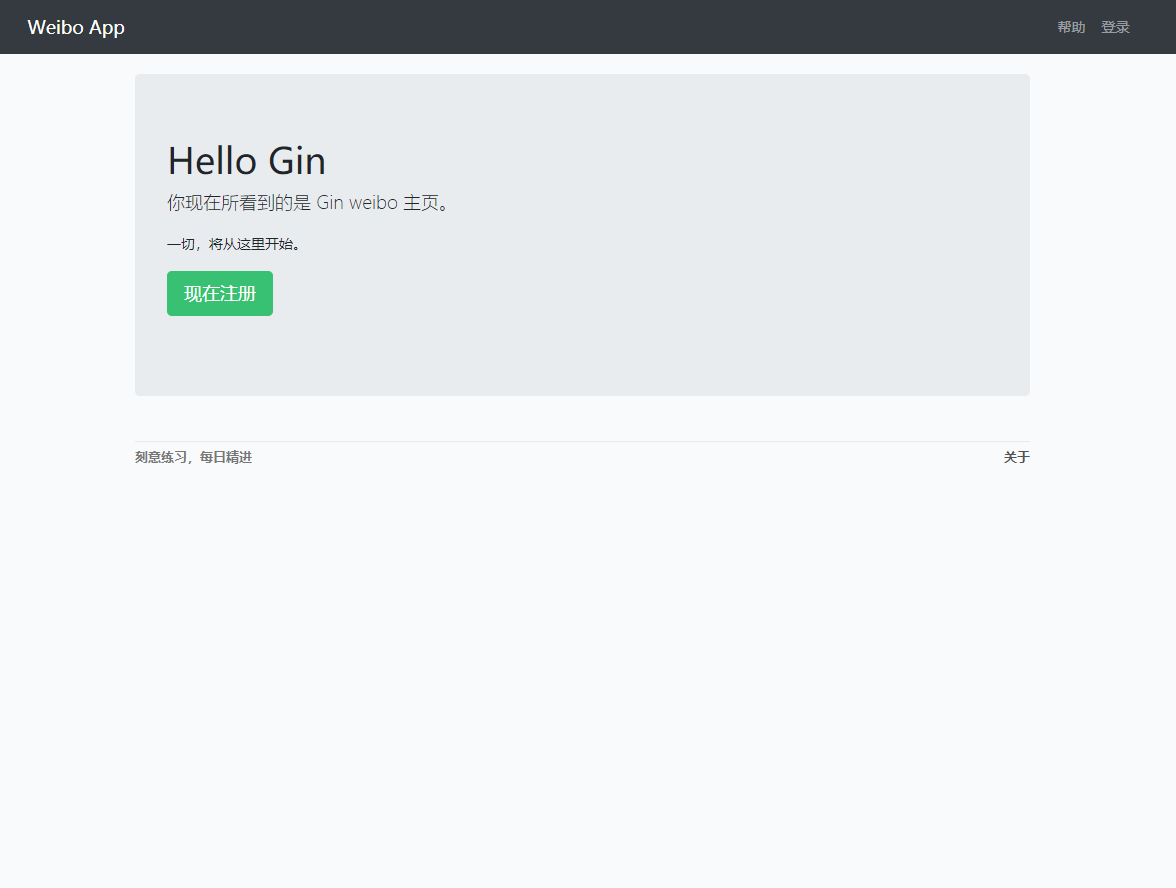 Weibo App
帮助 登录
Hello Gin
你现在所看到的是 Gin weibo 主页。
一切，将从这里开始。
现在注册
刻意练习，每日精进
关于